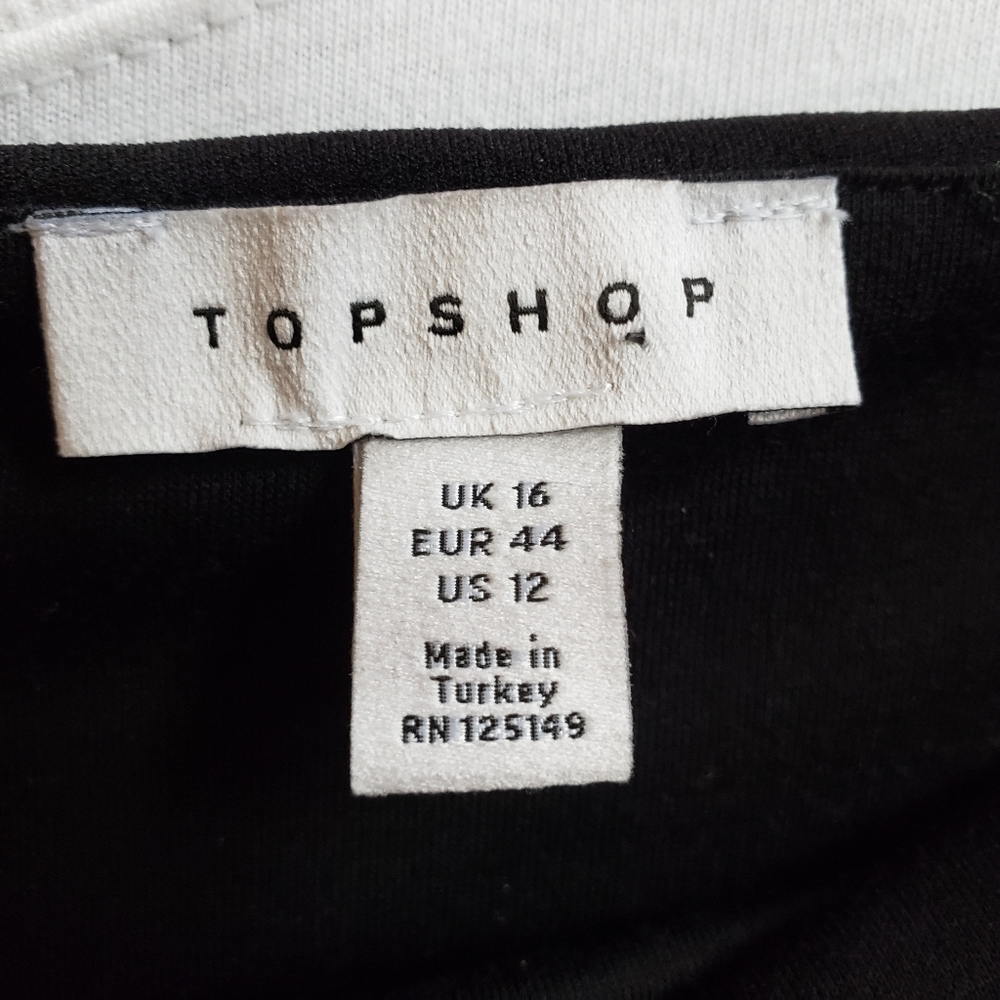 TOPSHOP
UK 16
EUR 44
US 12
Made in
Turkey
RN125149